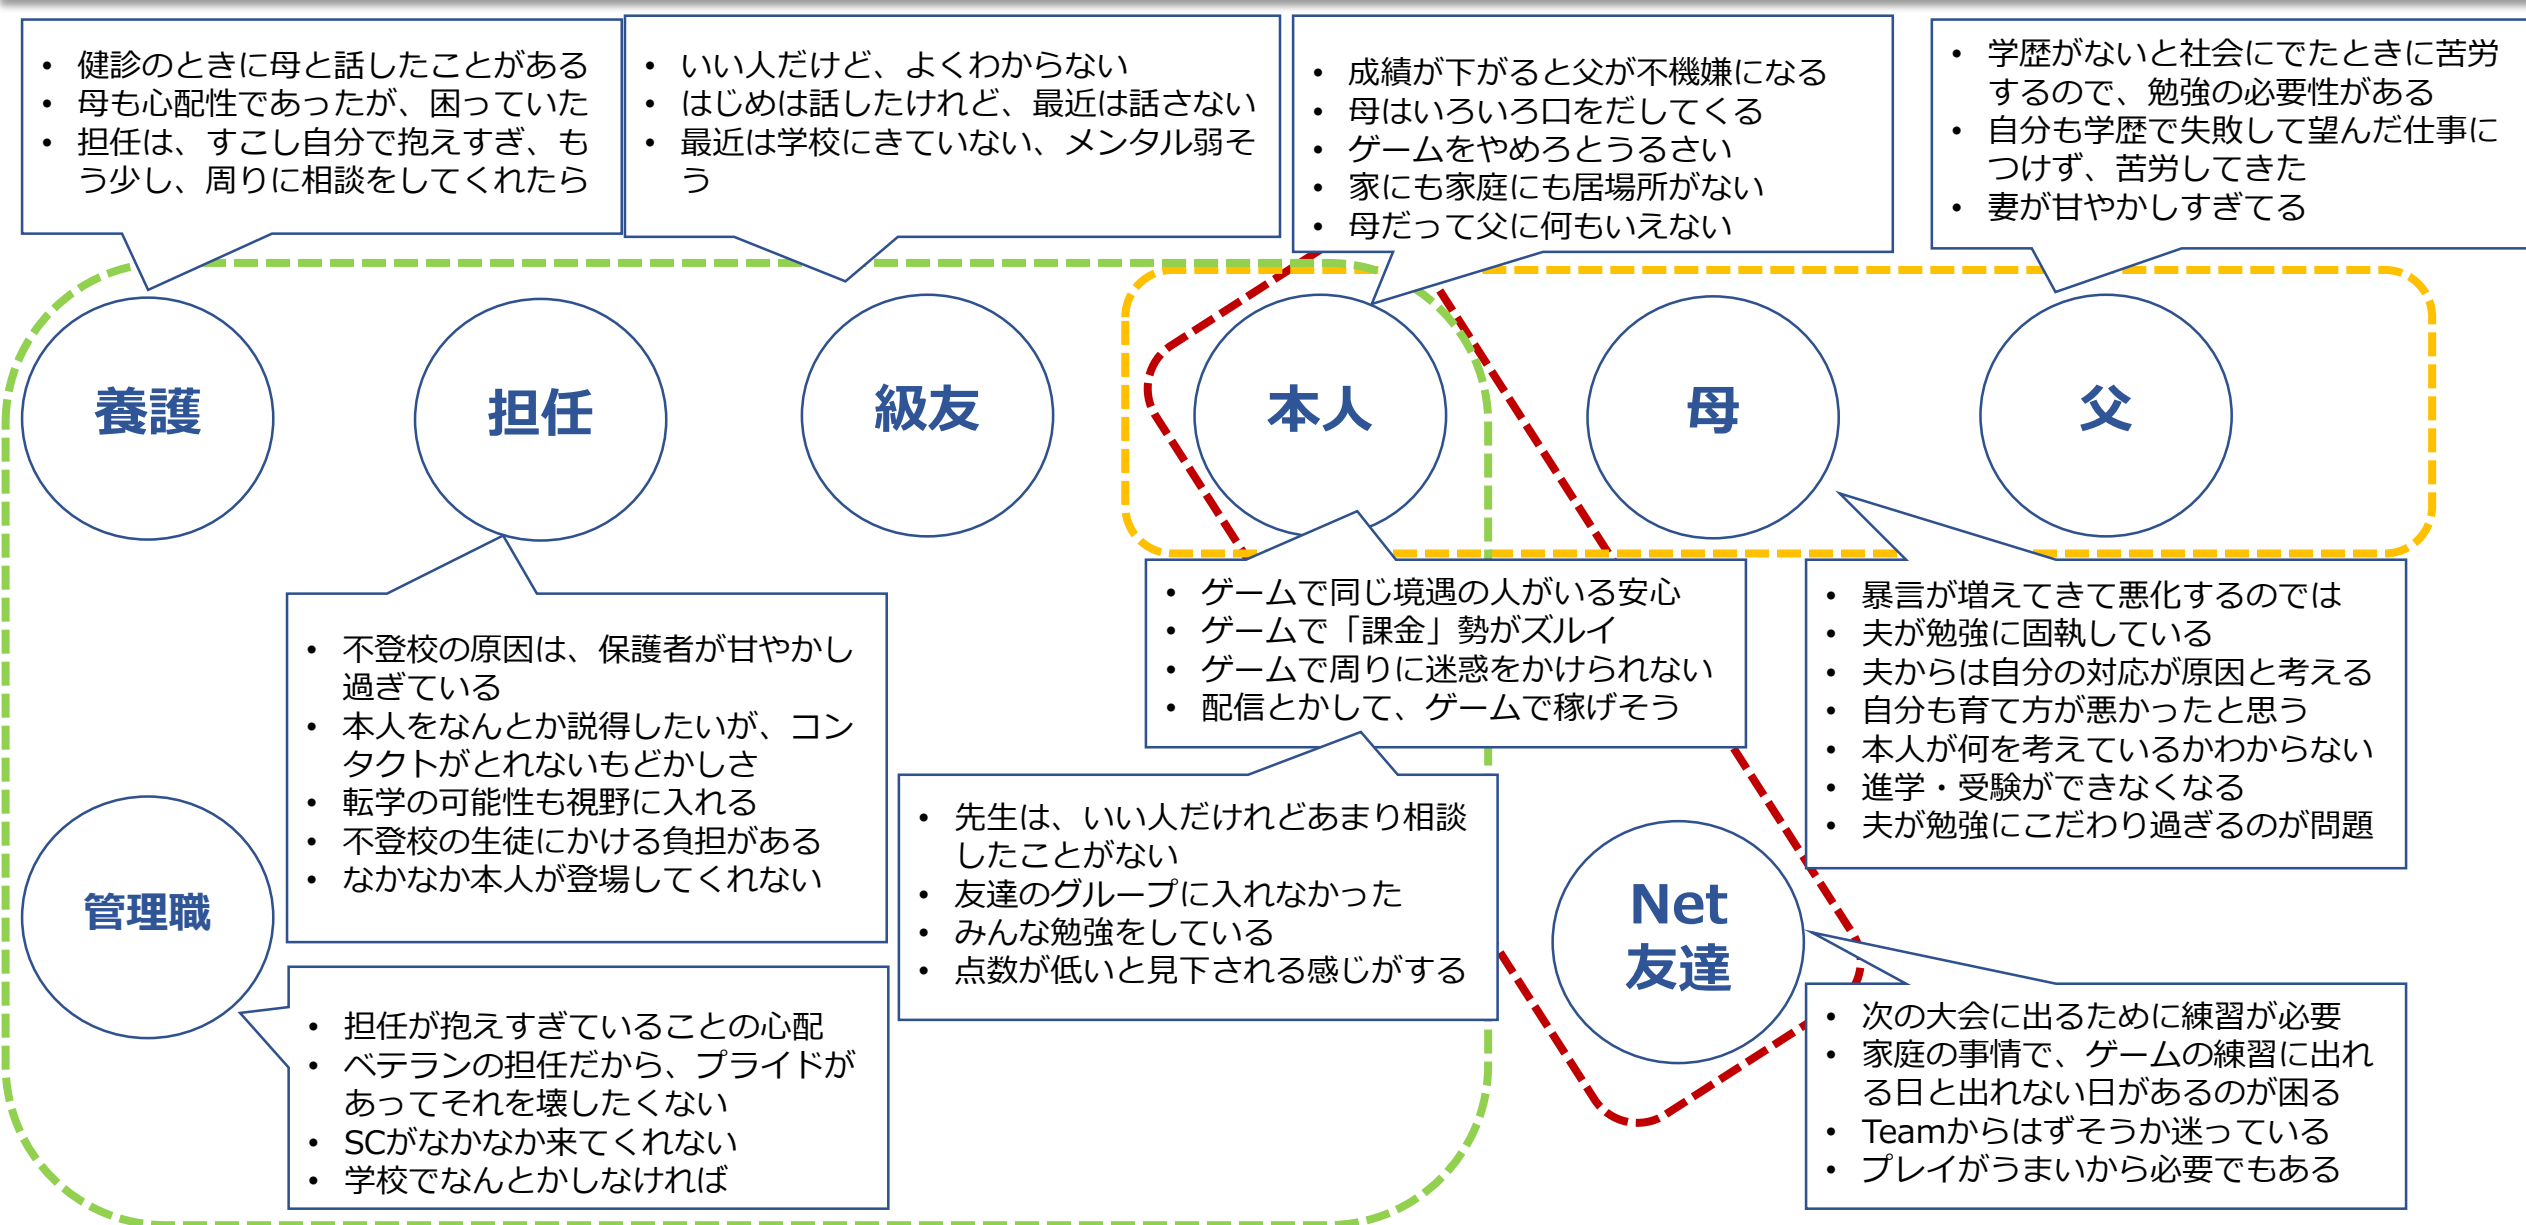 • 健診のときに母と話したことがある
• 母も心配性であったが、困っていた
• 担任は、すこし自分で抱えすぎ、も
う少し、周りに相談をしてくれたら
• いい人だけど、よくわからない
• はじめは話したけれど、最近は話さない
• 最近は学校にきていない、メンタル弱そ
う
• 成績が下がると父が不機嫌になる
• 母はいろいろ口をだしてくる
• ゲームをやめろとうるさい
• 家にも家庭にも居場所がない
• 母だって父に何もいえない
• 学歴がないと社会にでたときに苦労
するので、勉強の必要性がある
• 自分も学歴で失敗して望んだ仕事に
つけず、苦労してきた
• 妻が甘やかしすぎてる
養護
担任
級友
本人
母
父
• 不登校の原因は、保護者が甘やかし
過ぎている
• 本人をなんとか説得したいが、コン
タクトがとれないもどかしさ
• 転学の可能性も視野に入れる
• 不登校の生徒にかける負担がある
• なかなか本人が登場してくれない
• ゲームで同じ境遇の人がいる安心
• ゲームで「課金」勢がズルイ
• ゲームで周りに迷惑をかけられない
• 配信とかして、ゲームで稼げそう
• 暴言が増えてきて悪化するのでは
• 夫が勉強に固執している
• 夫からは自分の対応が原因と考える
• 自分も育て方が悪かったと思う
• 本人が何を考えているかわからない
• 進学・受験ができなくなる
• 夫が勉強にこだわり過ぎるのが問題
• 先生は、いい人だけれどあまり相談
したことがない
• 友達のグループに入れなかった
• みんな勉強をしている
• 点数が低いと見下される感じがする
管理職
Net
友達
• 担任が抱えすぎていることの心配
• ベテランの担任だから、プライドが
あってそれを壊したくない
• SCがなかなか来てくれない
• 学校でなんとかしなければ
• 次の大会に出るために練習が必要
• 家庭の事情で、ゲームの練習に出れ
る日と出れない日があるのが困る
• Teamからはずそうか迷っている
• プレイがうまいから必要でもある